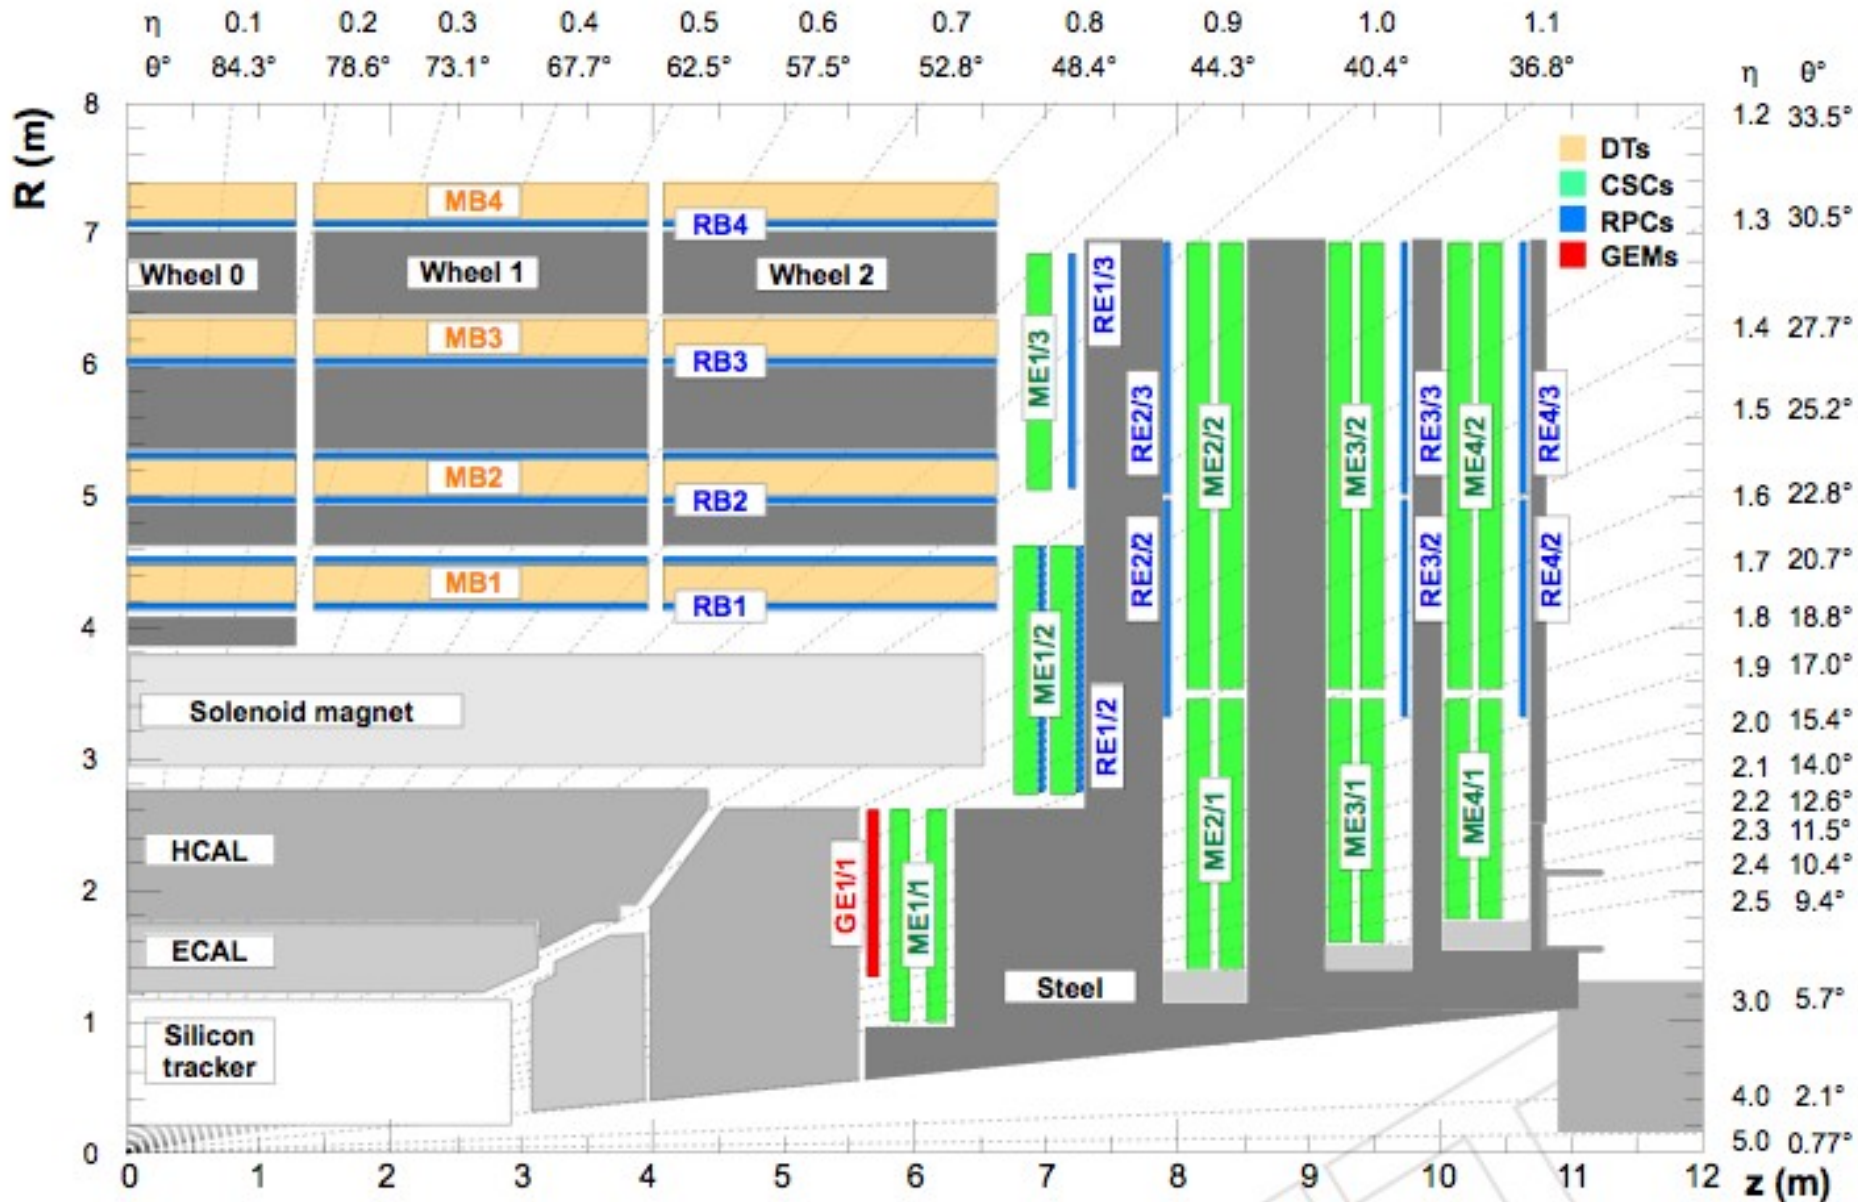 η 0.1 0.2 0.3 0.4 0.5 0.6 0.7 0.8 0.9 1.0 1.1
θ° 84.3° 78.6° 73.1° 67.7° 62.5° 57.5° 52.8° 48.4° 44.3° 40.4° 36.8° η θ°
R (m)
8
7
6
5
4
3
2
1
0
1.2 33.5°
1.3 30.5°
1.4 27.7°
1.5 25.2°
1.6 22.8°
1.7 20.7°
1.8 18.8°
1.9 17.0°
2.0 15.4°
2.1 14.0°
2.2 12.6°
2.3 11.5°
2.4 10.4°
2.5 9.4°
3.0 5.7°
4.0 2.1°
5.0 0.77°
DTs
CSCs
RPCs
GEMs
MB4
RB4
Wheel 0
Wheel 1
Wheel 2
MB3
RB3
MB2
RB2
MB1
RB1
Solenoid magnet
HCAL
ECAL
Silicon
tracker
Steel
GE1/1
ME1/1
ME1/2
ME1/3
RE1/3
RE1/2
RE2/3
RE2/2
ME2/2
ME2/1
ME3/2
ME3/1
RE3/3
RE3/2
ME4/2
ME4/1
RE4/3
RE4/2
0 1 2 3 4 5 6 7 8 9 10 11 12 z (m)